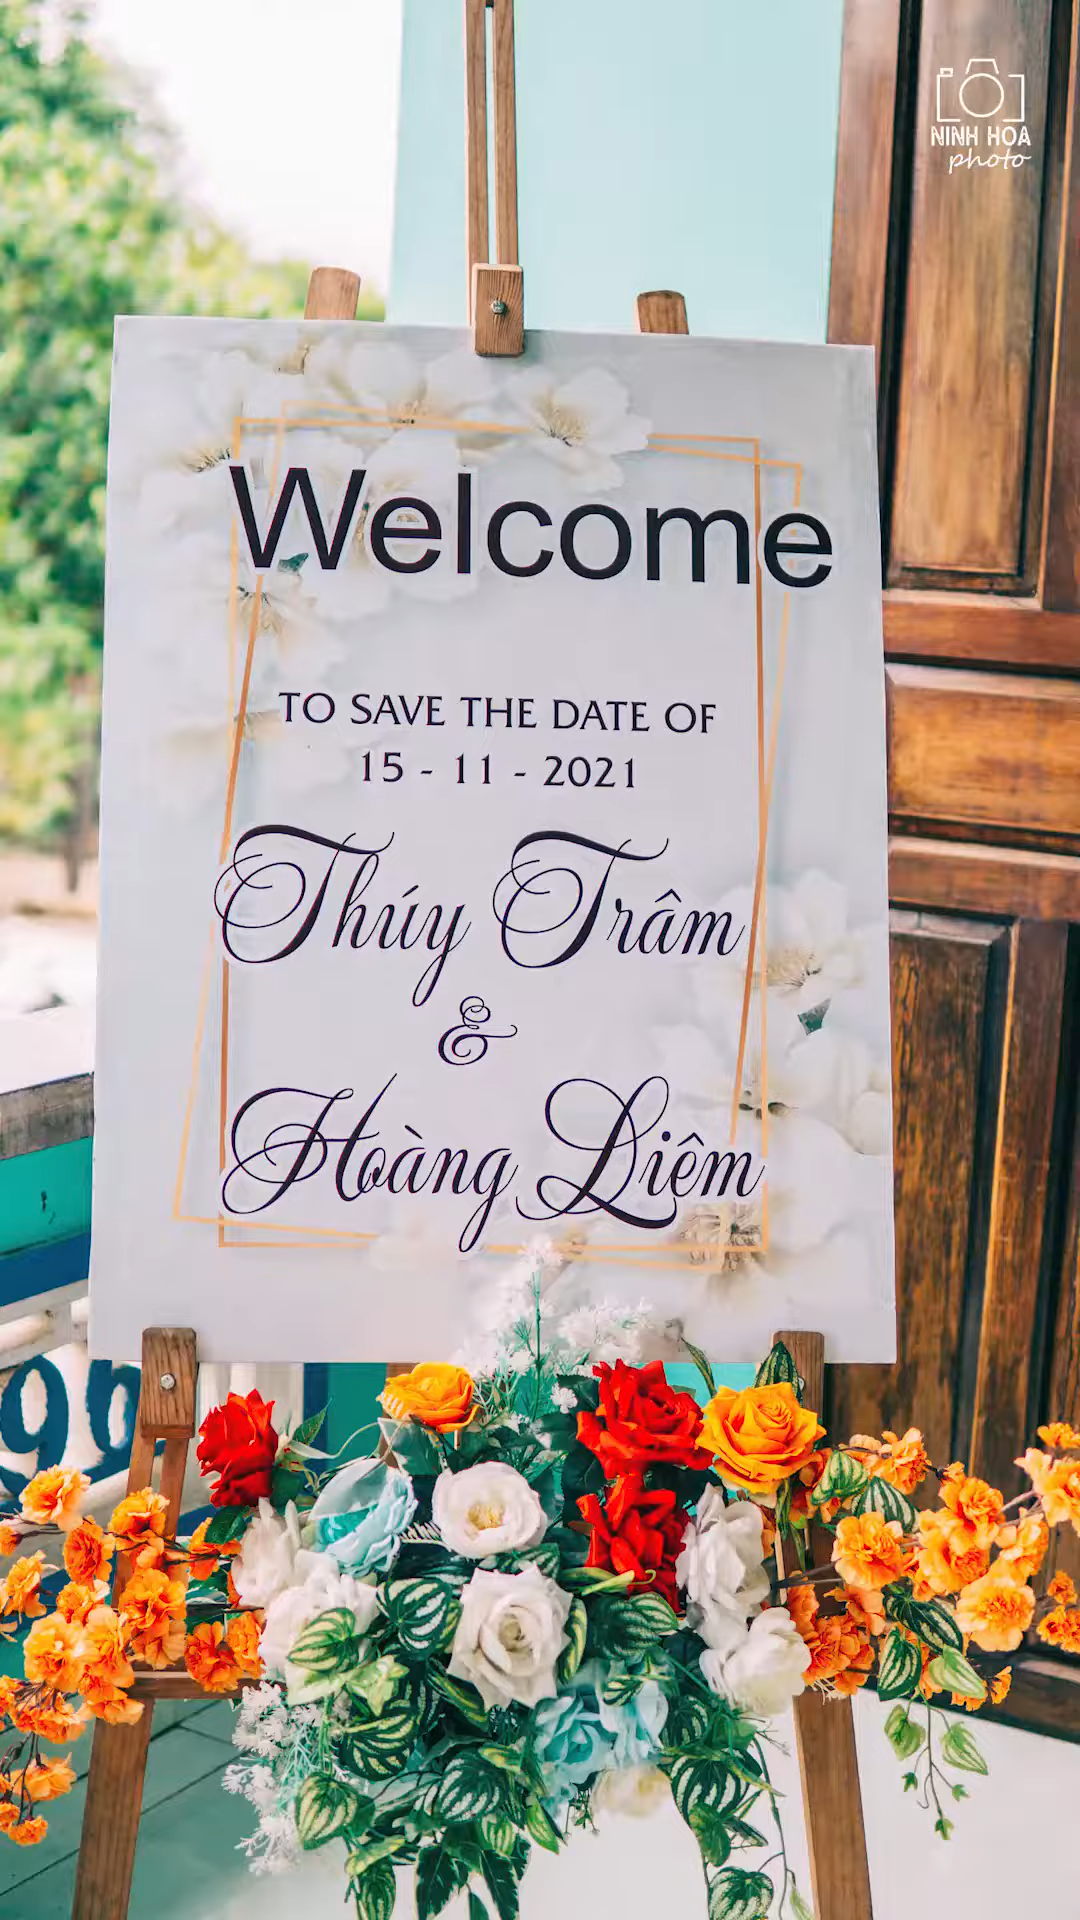 NINH HOA
photo
Welcome
TO SAVE THE DATE OF
15 - 11 - 2021
Thúy Trâm
&
Hoàng Liêm